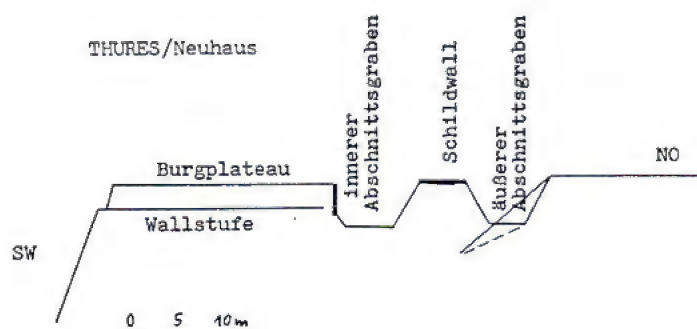 THURES/Neuhaus
innerer
Abschnittsgraben
Schildwall
äußerer
Abschnittsgraben
NO
Burgplateau
Wallstufe
SW
0 5 10m